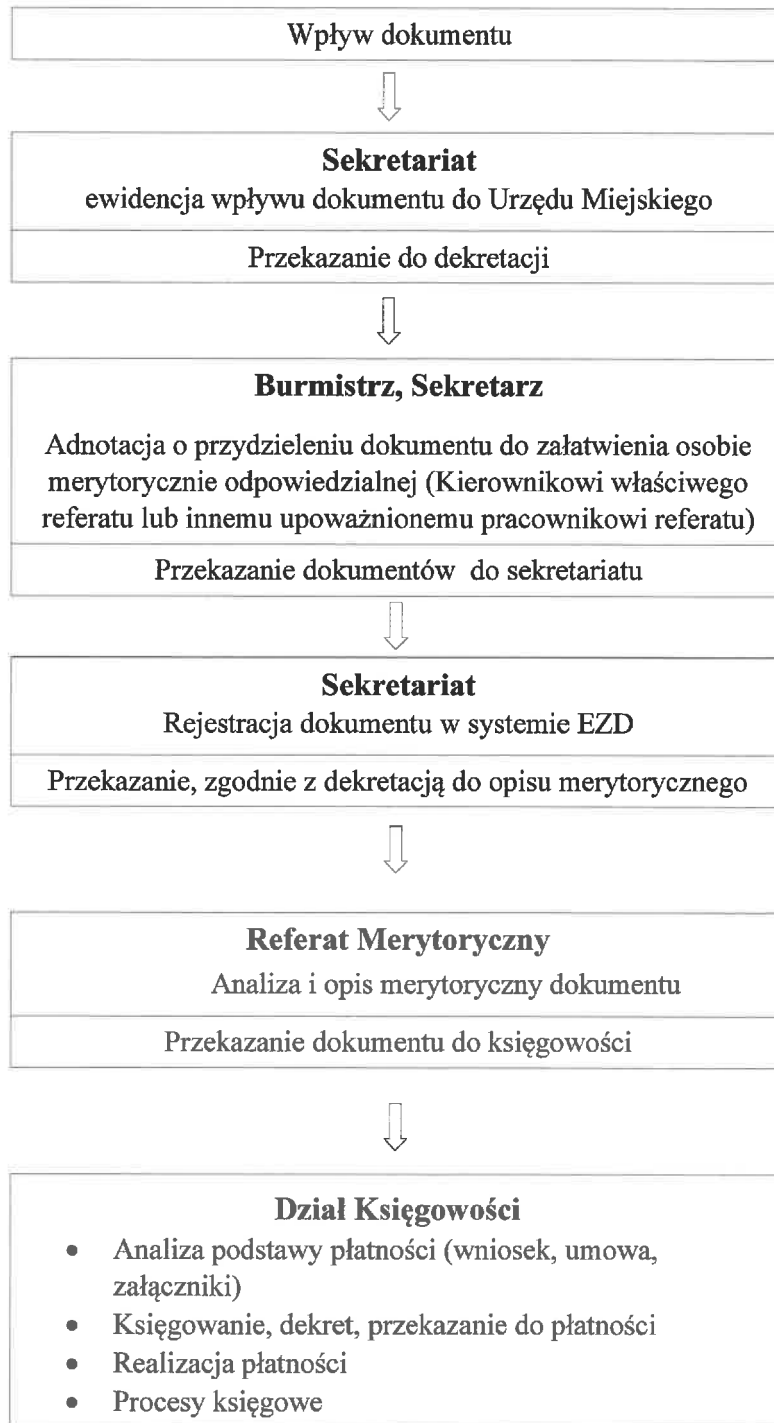 Wpływ dokumentu
Sekretariat
ewidencja wpływu dokumentu do Urzędu Miejskiego
Przekazanie do dekretacji
Burmistrz, Sekretarz
Adnotacja o przydzieleniu dokumentu do załatwienia osobie
merytorycznie odpowiedzialnej (Kierownikowi właściwego
referatu lub innemu upoważnionemu pracownikowi referatu)
Przekazanie dokumentów do sekretariatu
Sekretariat
Rejestracja dokumentu w systemie EZD
Przekazanie, zgodnie z dekretacją do opisu merytorycznego
Referat Merytoryczny
Analiza i opis merytoryczny dokumentu
Przekazanie dokumentu do księgowości
Dział Księgowości
• Analiza podstawy płatności (wniosek, umowa,
załączniki)
• Księgowanie, dekret, przekazanie do płatności
• Realizacja płatności
• Procesy księgowe